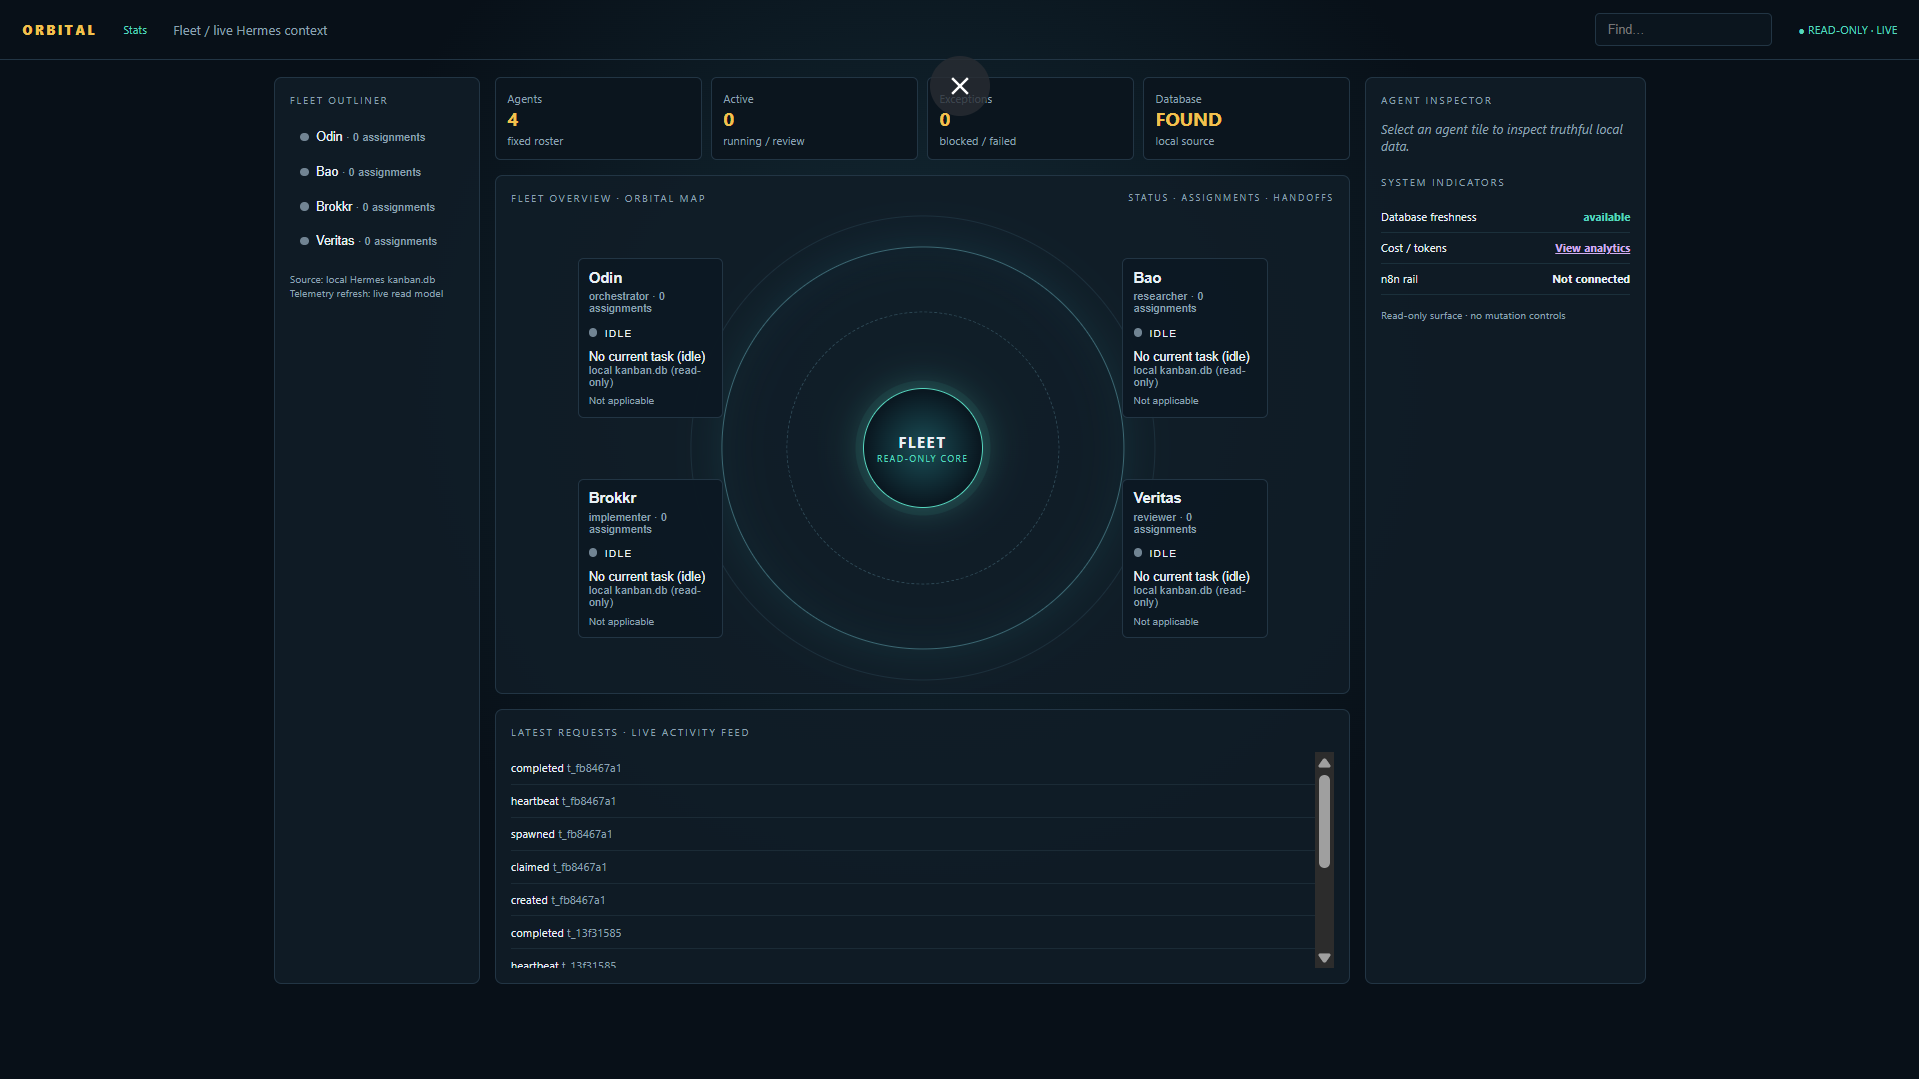 ORBITAL
Stats
Fleet / live Hermes context
Find...
READ-ONLY · LIVE
FLEET OUTLINER
Odin · 0 assignments
Bao · 0 assignments
Brokkr · 0 assignments
Veritas · 0 assignments
Source: local Hermes kanban.db
Telemetry refresh: live read model
Agents
4
fixed roster
Active
0
running / review
Exceptions
0
blocked / failed
Database
FOUND
local source
FLEET OVERVIEW · ORBITAL MAP
STATUS · ASSIGNMENTS · HANDOFFS
Odin
orchestrator · 0
assignments
IDLE
No current task (idle)
local kanban.db (read-
only)
Not applicable
Bao
researcher · 0
assignments
IDLE
No current task (idle)
local kanban.db (read-
only)
Not applicable
FLEET
READ-ONLY CORE
Brokkr
implementer · 0
assignments
IDLE
No current task (idle)
local kanban.db (read-
only)
Not applicable
Veritas
reviewer · 0
assignments
IDLE
No current task (idle)
local kanban.db (read-
only)
Not applicable
LATEST REQUESTS · LIVE ACTIVITY FEED
completed t_fb8467a1
heartbeat t_fb8467a1
spawned t_fb8467a1
claimed t_fb8467a1
created t_fb8467a1
completed t_13f31585
heartbeat t_13f31585
AGENT INSPECTOR
Select an agent tile to inspect truthful local
data.
SYSTEM INDICATORS
Database freshness available
Cost / tokens View analytics
n8n rail Not connected
Read-only surface · no mutation controls